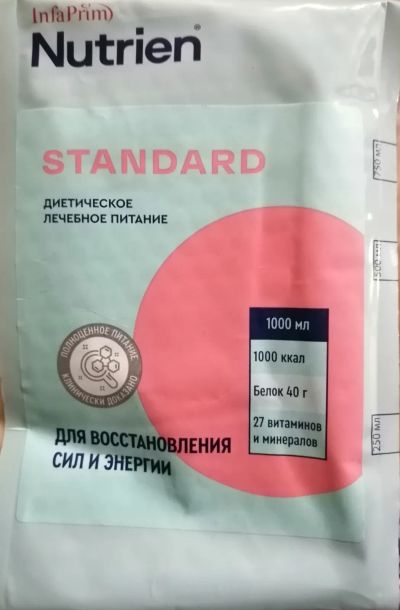 InfaPrim
Nutrien®
STANDARD
ДИЕТИЧЕСКОЕ
ЛЕЧЕБНОЕ ПИТАНИЕ
750 мл
500 мл
1000 мл
1000 ккал
Белок 40 г
27 витаминов
и минералов
250 мл
ПОЛНОЦЕННОЕ ПИТАНИЕ
КЛИНИЧЕСКИ ДОКАЗАНО
ДЛЯ ВОССТАНОВЛЕНИЯ
СИЛ И ЭНЕРГИИ